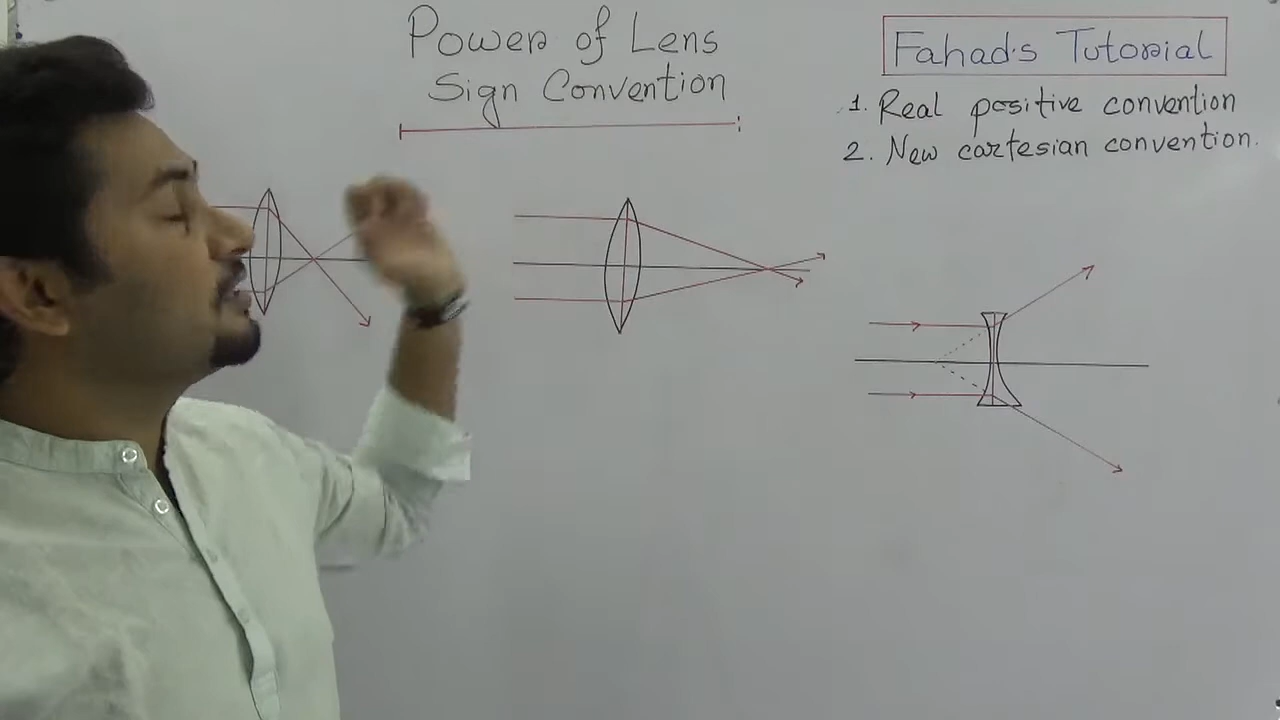 Power of Lens
Sign Convention
Fahad's Tutorial
1. Real positive convention
2. New cartesian convention.